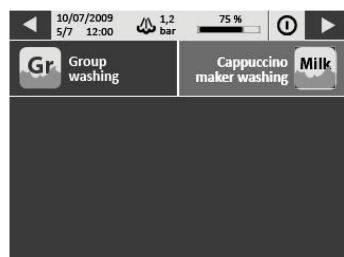 10/07/2009
5/7 12:00
1,2
bar
75 %
Gr
Group
washing
Cappuccino
maker washing
Milk